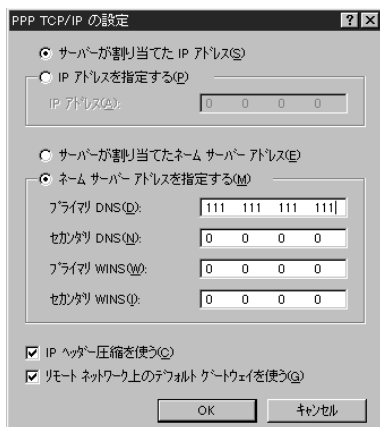 PPP TCP/IP の設定
サーバーが割り当てた IP アドレス(S)
IP アドレスを指定する(P)
IP アドレス(A): 0 0 0 0
サーバーが割り当てたネーム サーバー アドレス(E)
ネーム サーバー アドレスを指定する(M)
プライマリ DNS(D): 111 111 111 111
セカンダリ DNS(N): 0 0 0 0
プライマリ WINS(W): 0 0 0 0
セカンダリ WINS(I): 0 0 0 0
IP ヘッダー圧縮を使う(C)
リモート ネットワーク上のデフォルト ゲートウェイを使う(G)
OK キャンセル